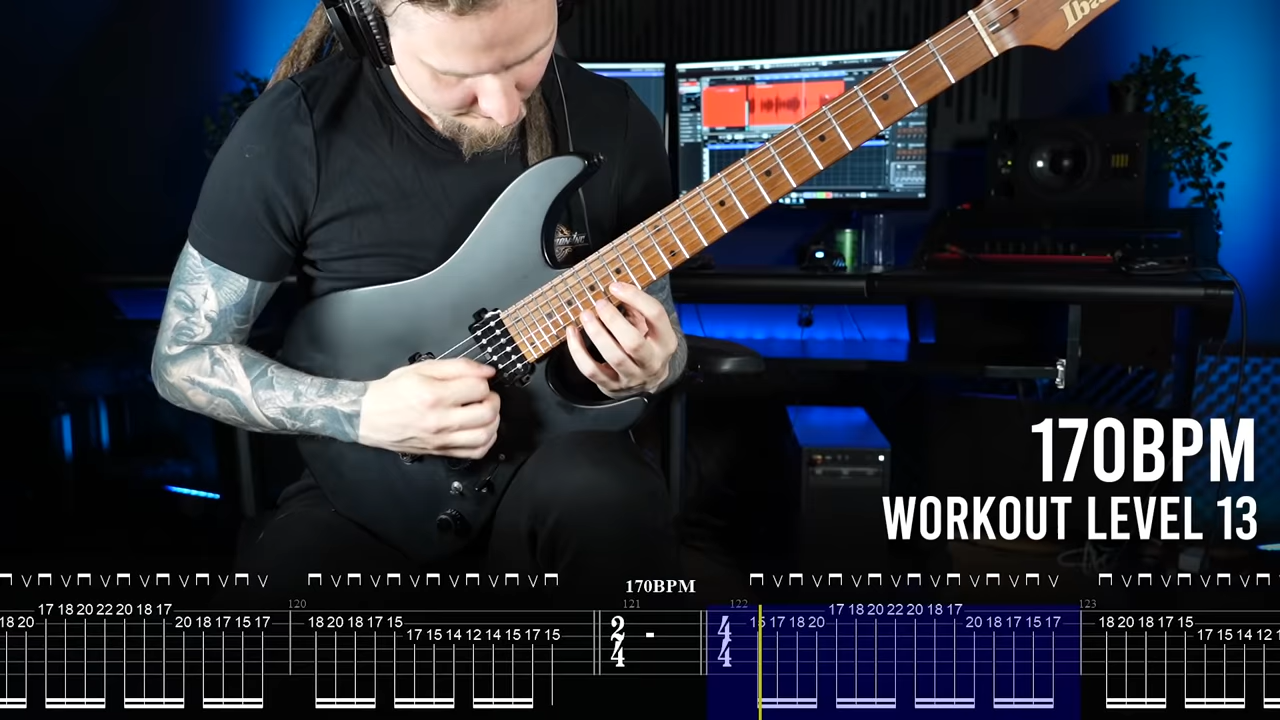 170BPM
WORKOUT LEVEL 13
170BPM
120 121 122 123
17 18 20 22 20 18 17 17 18 20 22 20 18 17
18 20 20 18 17 15 17 18 20 18 17 15 15 17 18 20 20 18 17 15 17 18 20 18 17 15
17 15 14 12 14 15 17 15 17 15 14 12 1
2 4
4 4